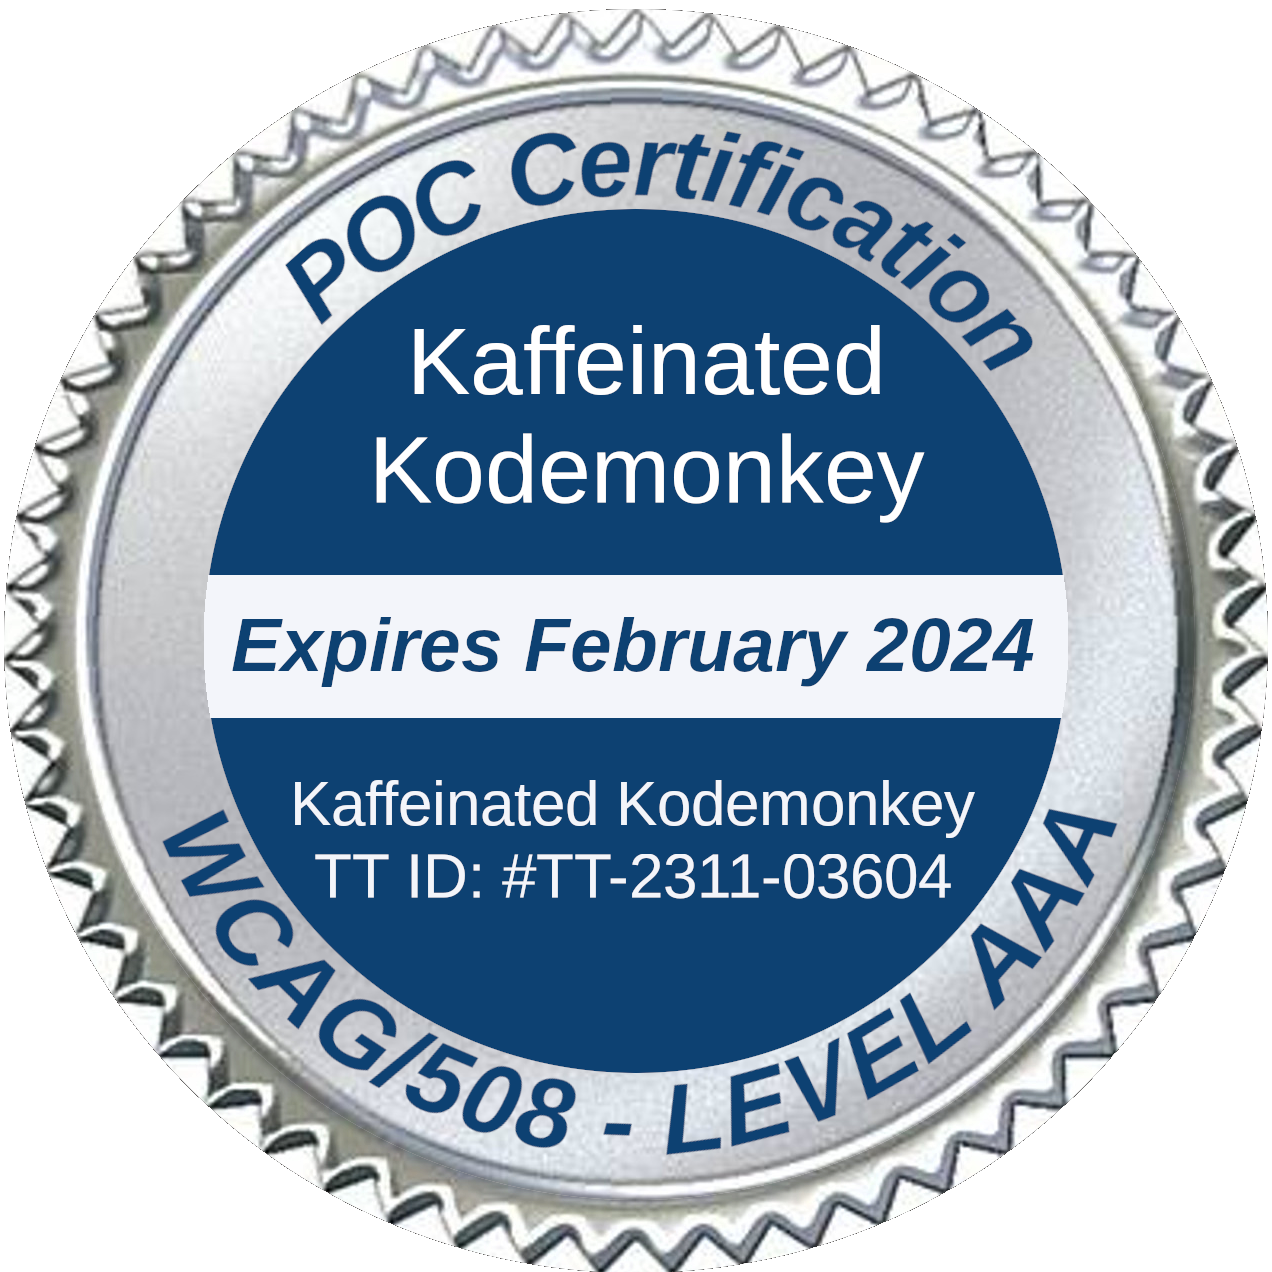 POC Certification
Kaffeinated
Kodemonkey
Expires February 2024
Kaffeinated Kodemonkey
TT ID: #TT-2311-03604
WCAG/508 - LEVEL AAA